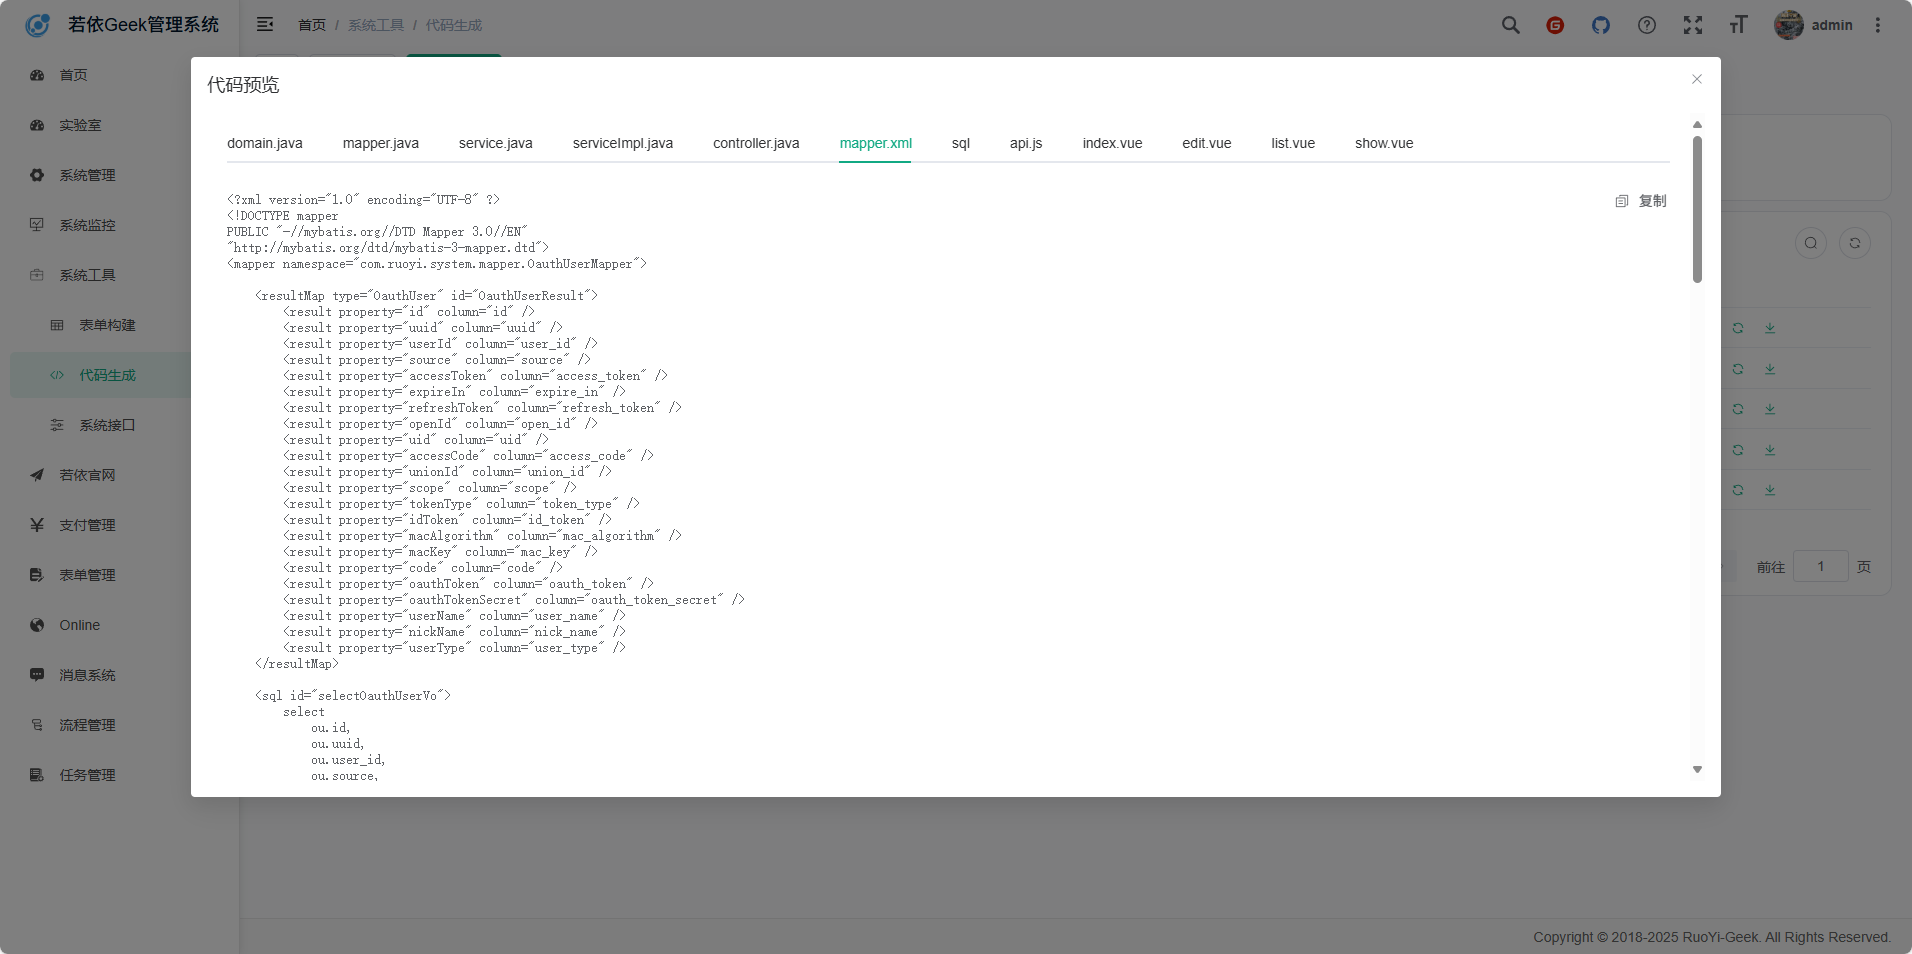 若依Geek管理系统
首页 / 系统工具 / 代码生成
admin
首页
实验室
系统管理
系统监控
系统工具
表单构建
代码生成
系统接口
若依官网
支付管理
表单管理
Online
消息系统
流程管理
任务管理
代码预览
domain.java mapper.java service.java serviceImpl.java controller.java mapper.xml sql api.js index.vue edit.vue list.vue show.vue
复制
<?xml version="1.0" encoding="UTF-8" ?>
<!DOCTYPE mapper
PUBLIC "-//mybatis.org//DTD Mapper 3.0//EN"
"http://mybatis.org/dtd/mybatis-3-mapper.dtd">
<mapper namespace="com.ruoyi.system.mapper.OauthUserMapper">
<resultMap type="OauthUser" id="OauthUserResult">
<result property="id" column="id" />
<result property="uuid" column="uuid" />
<result property="userId" column="user_id" />
<result property="source" column="source" />
<result property="accessToken" column="access_token" />
<result property="expireIn" column="expire_in" />
<result property="refreshToken" column="refresh_token" />
<result property="openId" column="open_id" />
<result property="uid" column="uid" />
<result property="accessCode" column="access_code" />
<result property="unionId" column="union_id" />
<result property="scope" column="scope" />
<result property="tokenType" column="token_type" />
<result property="idToken" column="id_token" />
<result property="macAlgorithm" column="mac_algorithm" />
<result property="macKey" column="mac_key" />
<result property="code" column="code" />
<result property="oauthToken" column="oauth_token" />
<result property="oauthTokenSecret" column="oauth_token_secret" />
<result property="userName" column="user_name" />
<result property="nickName" column="nick_name" />
<result property="userType" column="user_type" />
</resultMap>
<sql id="selectOauthUserVo">
select
ou.id,
ou.uuid,
ou.user_id,
ou.source,
前往 1 页
Copyright © 2018-2025 RuoYi-Geek. All Rights Reserved.